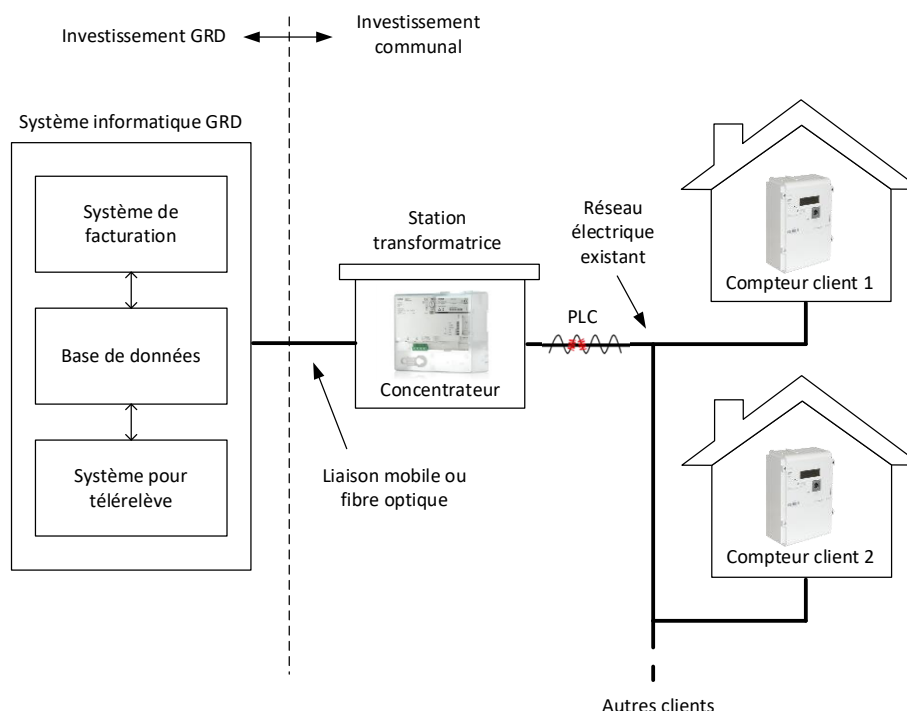 Investissement GRD
Investissement
communal
Système informatique GRD
Système de
facturation
Base de données
Système pour
télérelève
Station
transformatrice
Concentrateur
Liaison mobile ou
fibre optique
PLC
Réseau
électrique
existant
Compteur client 1
Compteur client 2
Autres clients